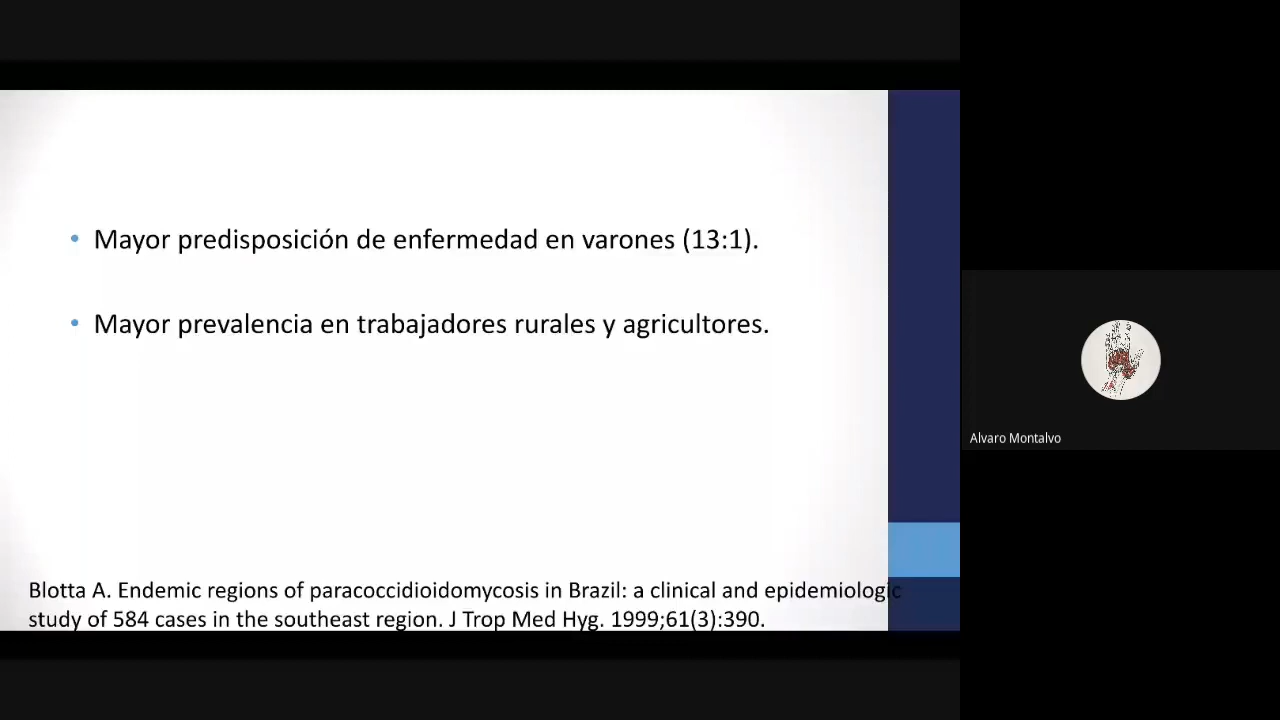 • Mayor predisposición de enfermedad en varones (13:1).
• Mayor prevalencia en trabajadores rurales y agricultores.
Blotta A. Endemic regions of paracoccidioidomycosis in Brazil: a clinical and epidemiologic
study of 584 cases in the southeast region. J Trop Med Hyg. 1999;61(3):390.
Alvaro Montalvo